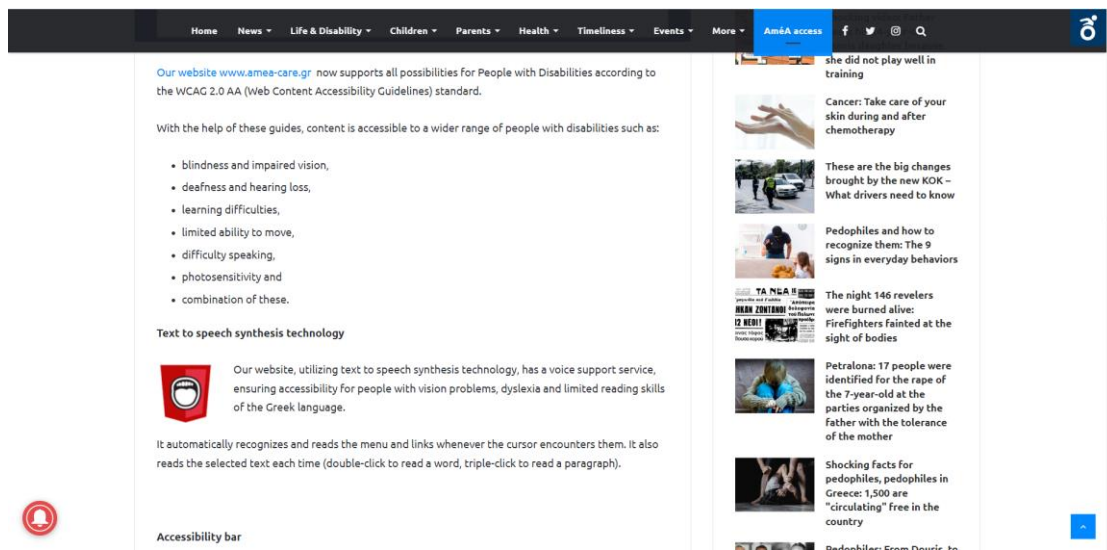 Home News Life & Disability Children Parents Health Timeliness Events More AmêA access
Our website www.amea-care.gr now supports all possibilities for People with Disabilities according to
the WCAG 2.0 AA (Web Content Accessibility Guidelines) standard.
With the help of these guides, content is accessible to a wider range of people with disabilities such as:
• blindness and impaired vision,
• deafness and hearing loss,
• learning difficulties,
• limited ability to move,
• difficulty speaking,
• photosensitivity and
• combination of these.
Text to speech synthesis technology
Our website, utilizing text to speech synthesis technology, has a voice support service,
ensuring accessibility for people with vision problems, dyslexia and limited reading skills
of the Greek language.
It automatically recognizes and reads the menu and links whenever the cursor encounters them. It also
reads the selected text each time (double-click to read a word, triple-click to read a paragraph).
Accessibility bar
she did not play well in
training
Cancer: Take care of your
skin during and after
chemotherapy
These are the big changes
brought by the new KOK –
What drivers need to know
Pedophiles and how to
recognize them: The 9
signs in everyday behaviors
ΤΑ ΝΕΑ
ΖΩΝΤΑΝΟΙ
The night 146 revelers
were burned alive:
Firefighters fainted at the
sight of bodies
Petralona: 17 people were
identified for the rape of
the 7-year-old at the
parties organized by the
father with the tolerance
of the mother
Shocking facts for
pedophiles, pedophiles in
Greece: 1,500 are
"circulating" free in the
country
Pedophiles: From Douris, to